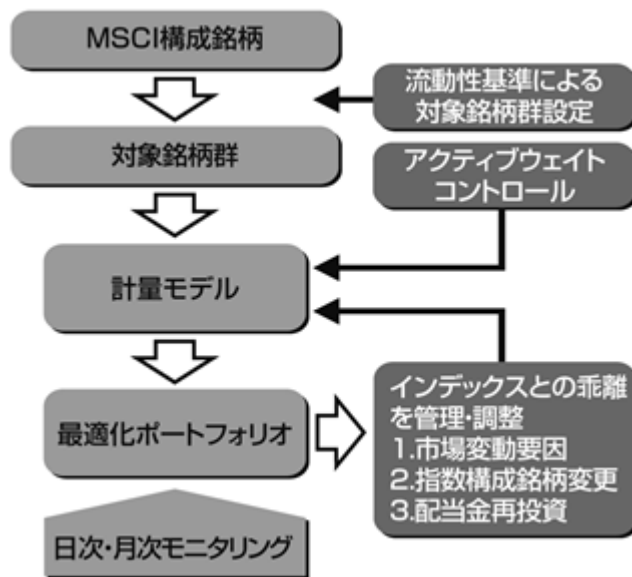 MSCI構成銘柄
流動性基準による
対象銘柄群設定
対象銘柄群
アクティブウェイト
コントロール
計量モデル
最適化ポートフォリオ
インデックスとの乖離
を管理・調整
1.市場変動要因
2.指数構成銘柄変更
3.配当金再投資
日次・月次モニタリング